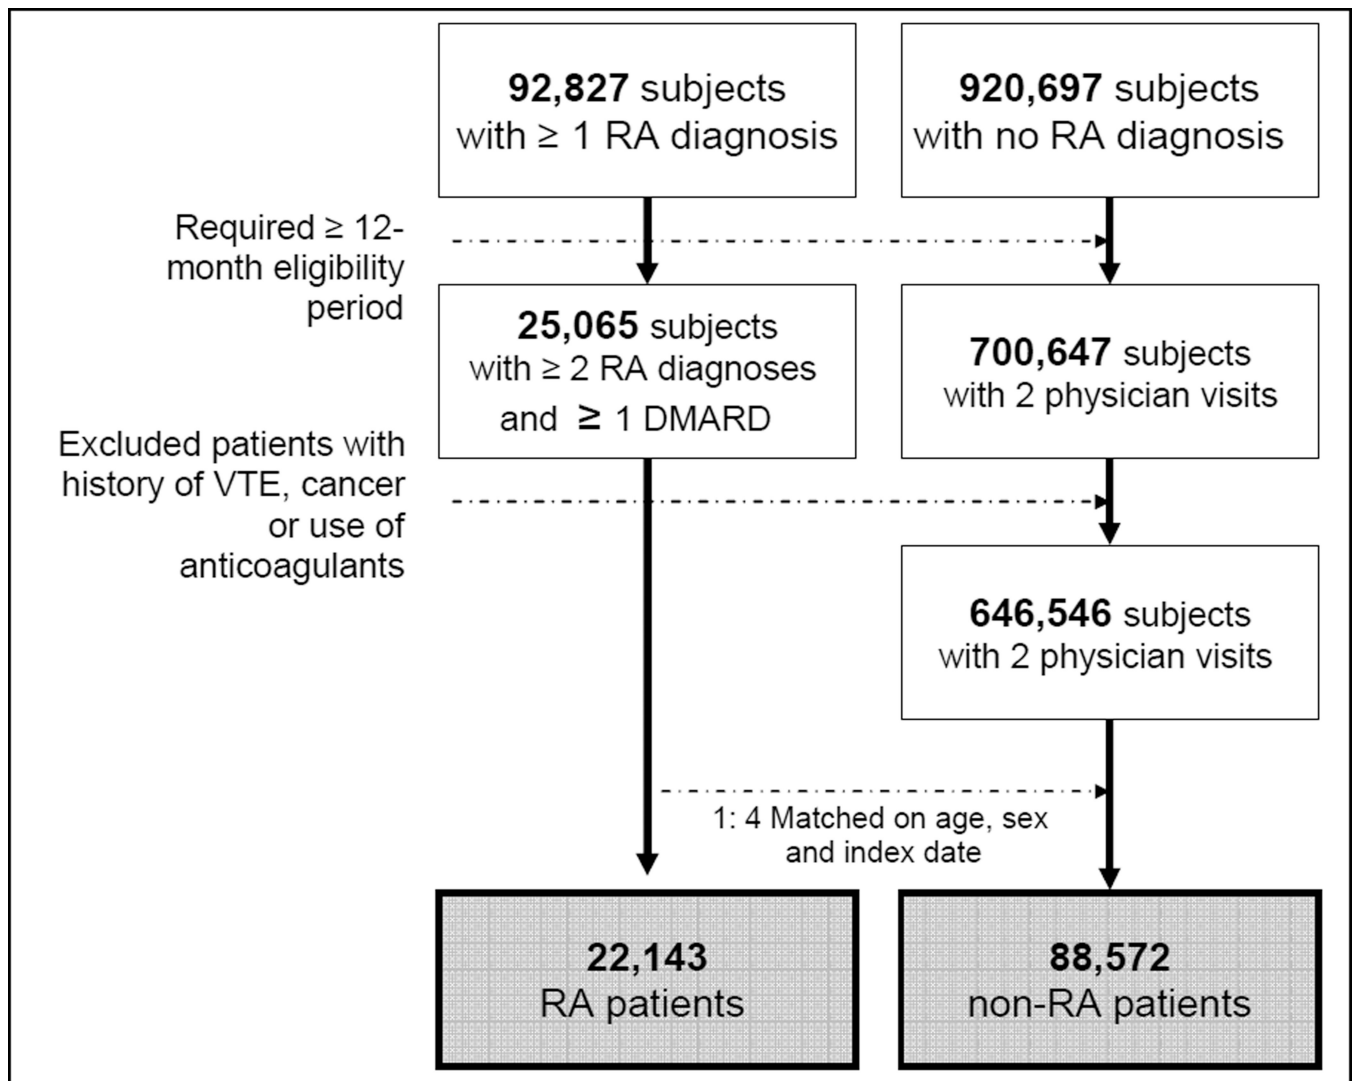 92,827 subjects
with ≥ 1 RA diagnosis
920,697 subjects
with no RA diagnosis
Required ≥ 12-
month eligibility
period
25,065 subjects
with ≥ 2 RA diagnoses
and ≥ 1 DMARD
700,647 subjects
with 2 physician visits
Excluded patients with
history of VTE, cancer
or use of
anticoagulants
646,546 subjects
with 2 physician visits
1: 4 Matched on age, sex
and index date
22,143
RA patients
88,572
non-RA patients